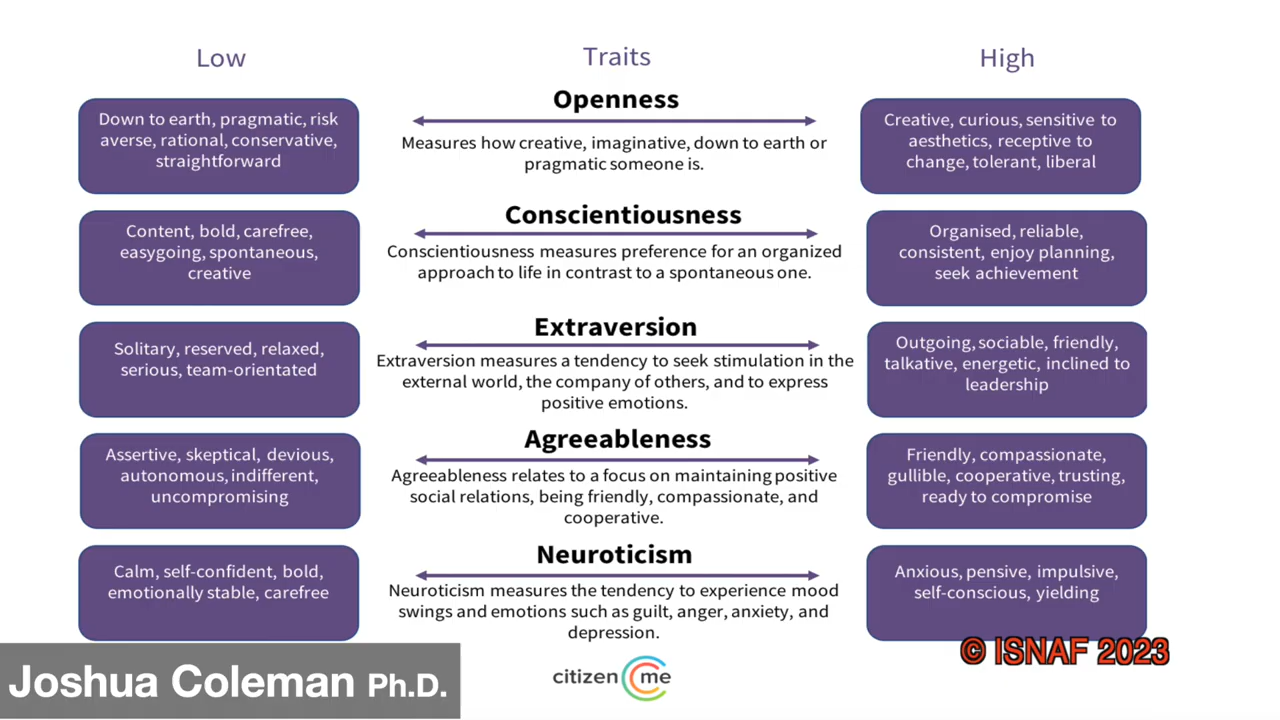 Low
Traits
High
Openness
Down to earth, pragmatic, risk
averse, rational, conservative,
straightforward
Measures how creative, imaginative, down to earth or
pragmatic someone is.
Creative, curious, sensitive to
aesthetics, receptive to
change, tolerant, liberal
Conscientiousness
Content, bold, carefree,
easygoing, spontaneous,
creative
Conscientiousness measures preference for an organized
approach to life in contrast to a spontaneous one.
Organised, reliable,
consistent, enjoy planning,
seek achievement
Extraversion
Solitary, reserved, relaxed,
serious, team-orientated
Extraversion measures a tendency to seek stimulation in the
external world, the company of others, and to express
positive emotions.
Outgoing, sociable, friendly,
talkative, energetic, inclined to
leadership
Agreeableness
Assertive, skeptical, devious,
autonomous, indifferent,
uncompromising
Agreeableness relates to a focus on maintaining positive
social relations, being friendly, compassionate, and
cooperative.
Friendly, compassionate,
gullible, cooperative, trusting,
ready to compromise
Neuroticism
Calm, self-confident, bold,
emotionally stable, carefree
Neuroticism measures the tendency to experience mood
swings and emotions such as guilt, anger, anxiety, and
depression.
Anxious, pensive, impulsive,
self-conscious, yielding
© ISNAF 2023
Joshua Coleman Ph.D.
citizen me